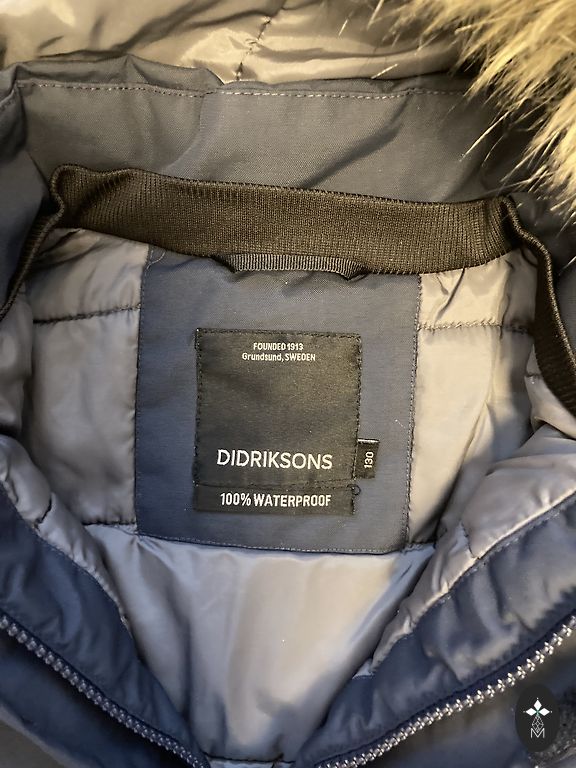 FOUNDED 1913
Grundsund, SWEDEN
DIDRIKSONS
130
100% WATERPROOF
M